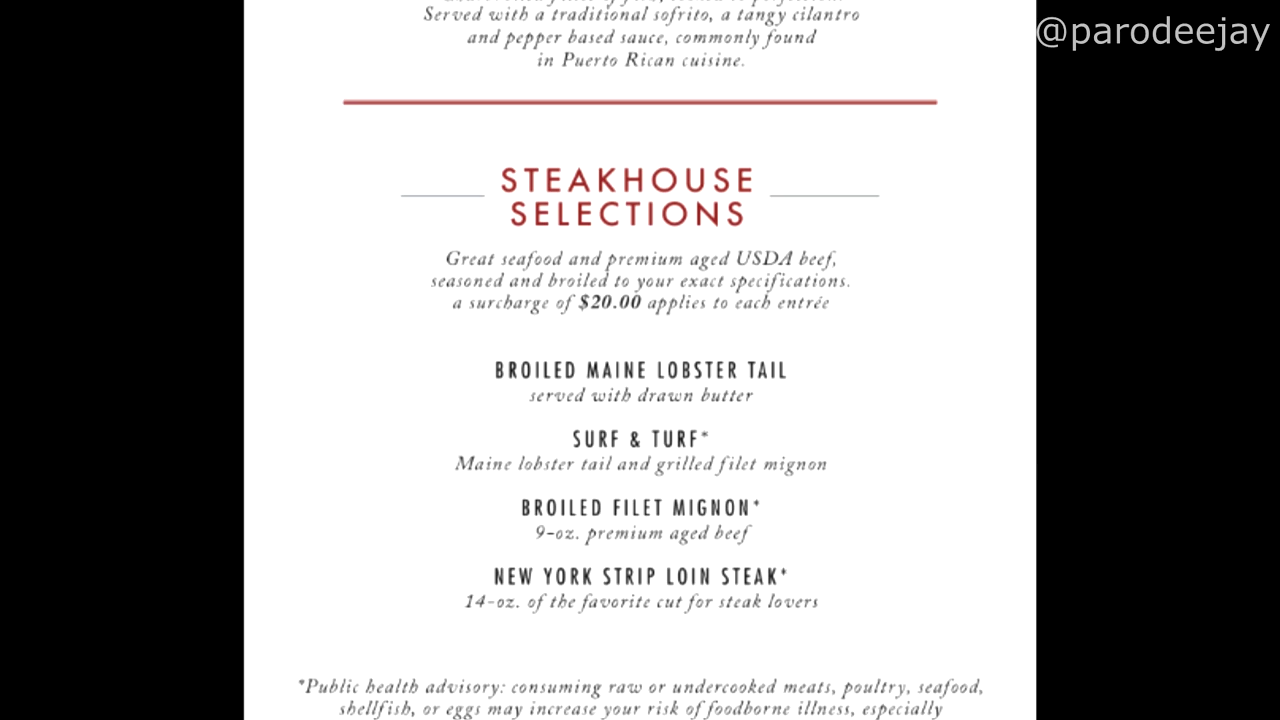 @parodeejay
Served with a traditional sofrito, a tangy cilantro
and pepper based sauce, commonly found
in Puerto Rican cuisine.
STEAKHOUSE
SELECTIONS
Great seafood and premium aged USDA beef,
seasoned and broiled to your exact specifications.
a surcharge of $20.00 applies to each entrée
BROILED MAINE LOBSTER TAIL
served with drawn butter
SURF & TURF*
Maine lobster tail and grilled filet mignon
BROILED FILET MIGNON*
9-oz. premium aged beef
NEW YORK STRIP LOIN STEAK*
14-oz. of the favorite cut for steak lovers
*Public health advisory: consuming raw or undercooked meats, poultry, seafood,
shellfish, or eggs may increase your risk of foodborne illness, especially